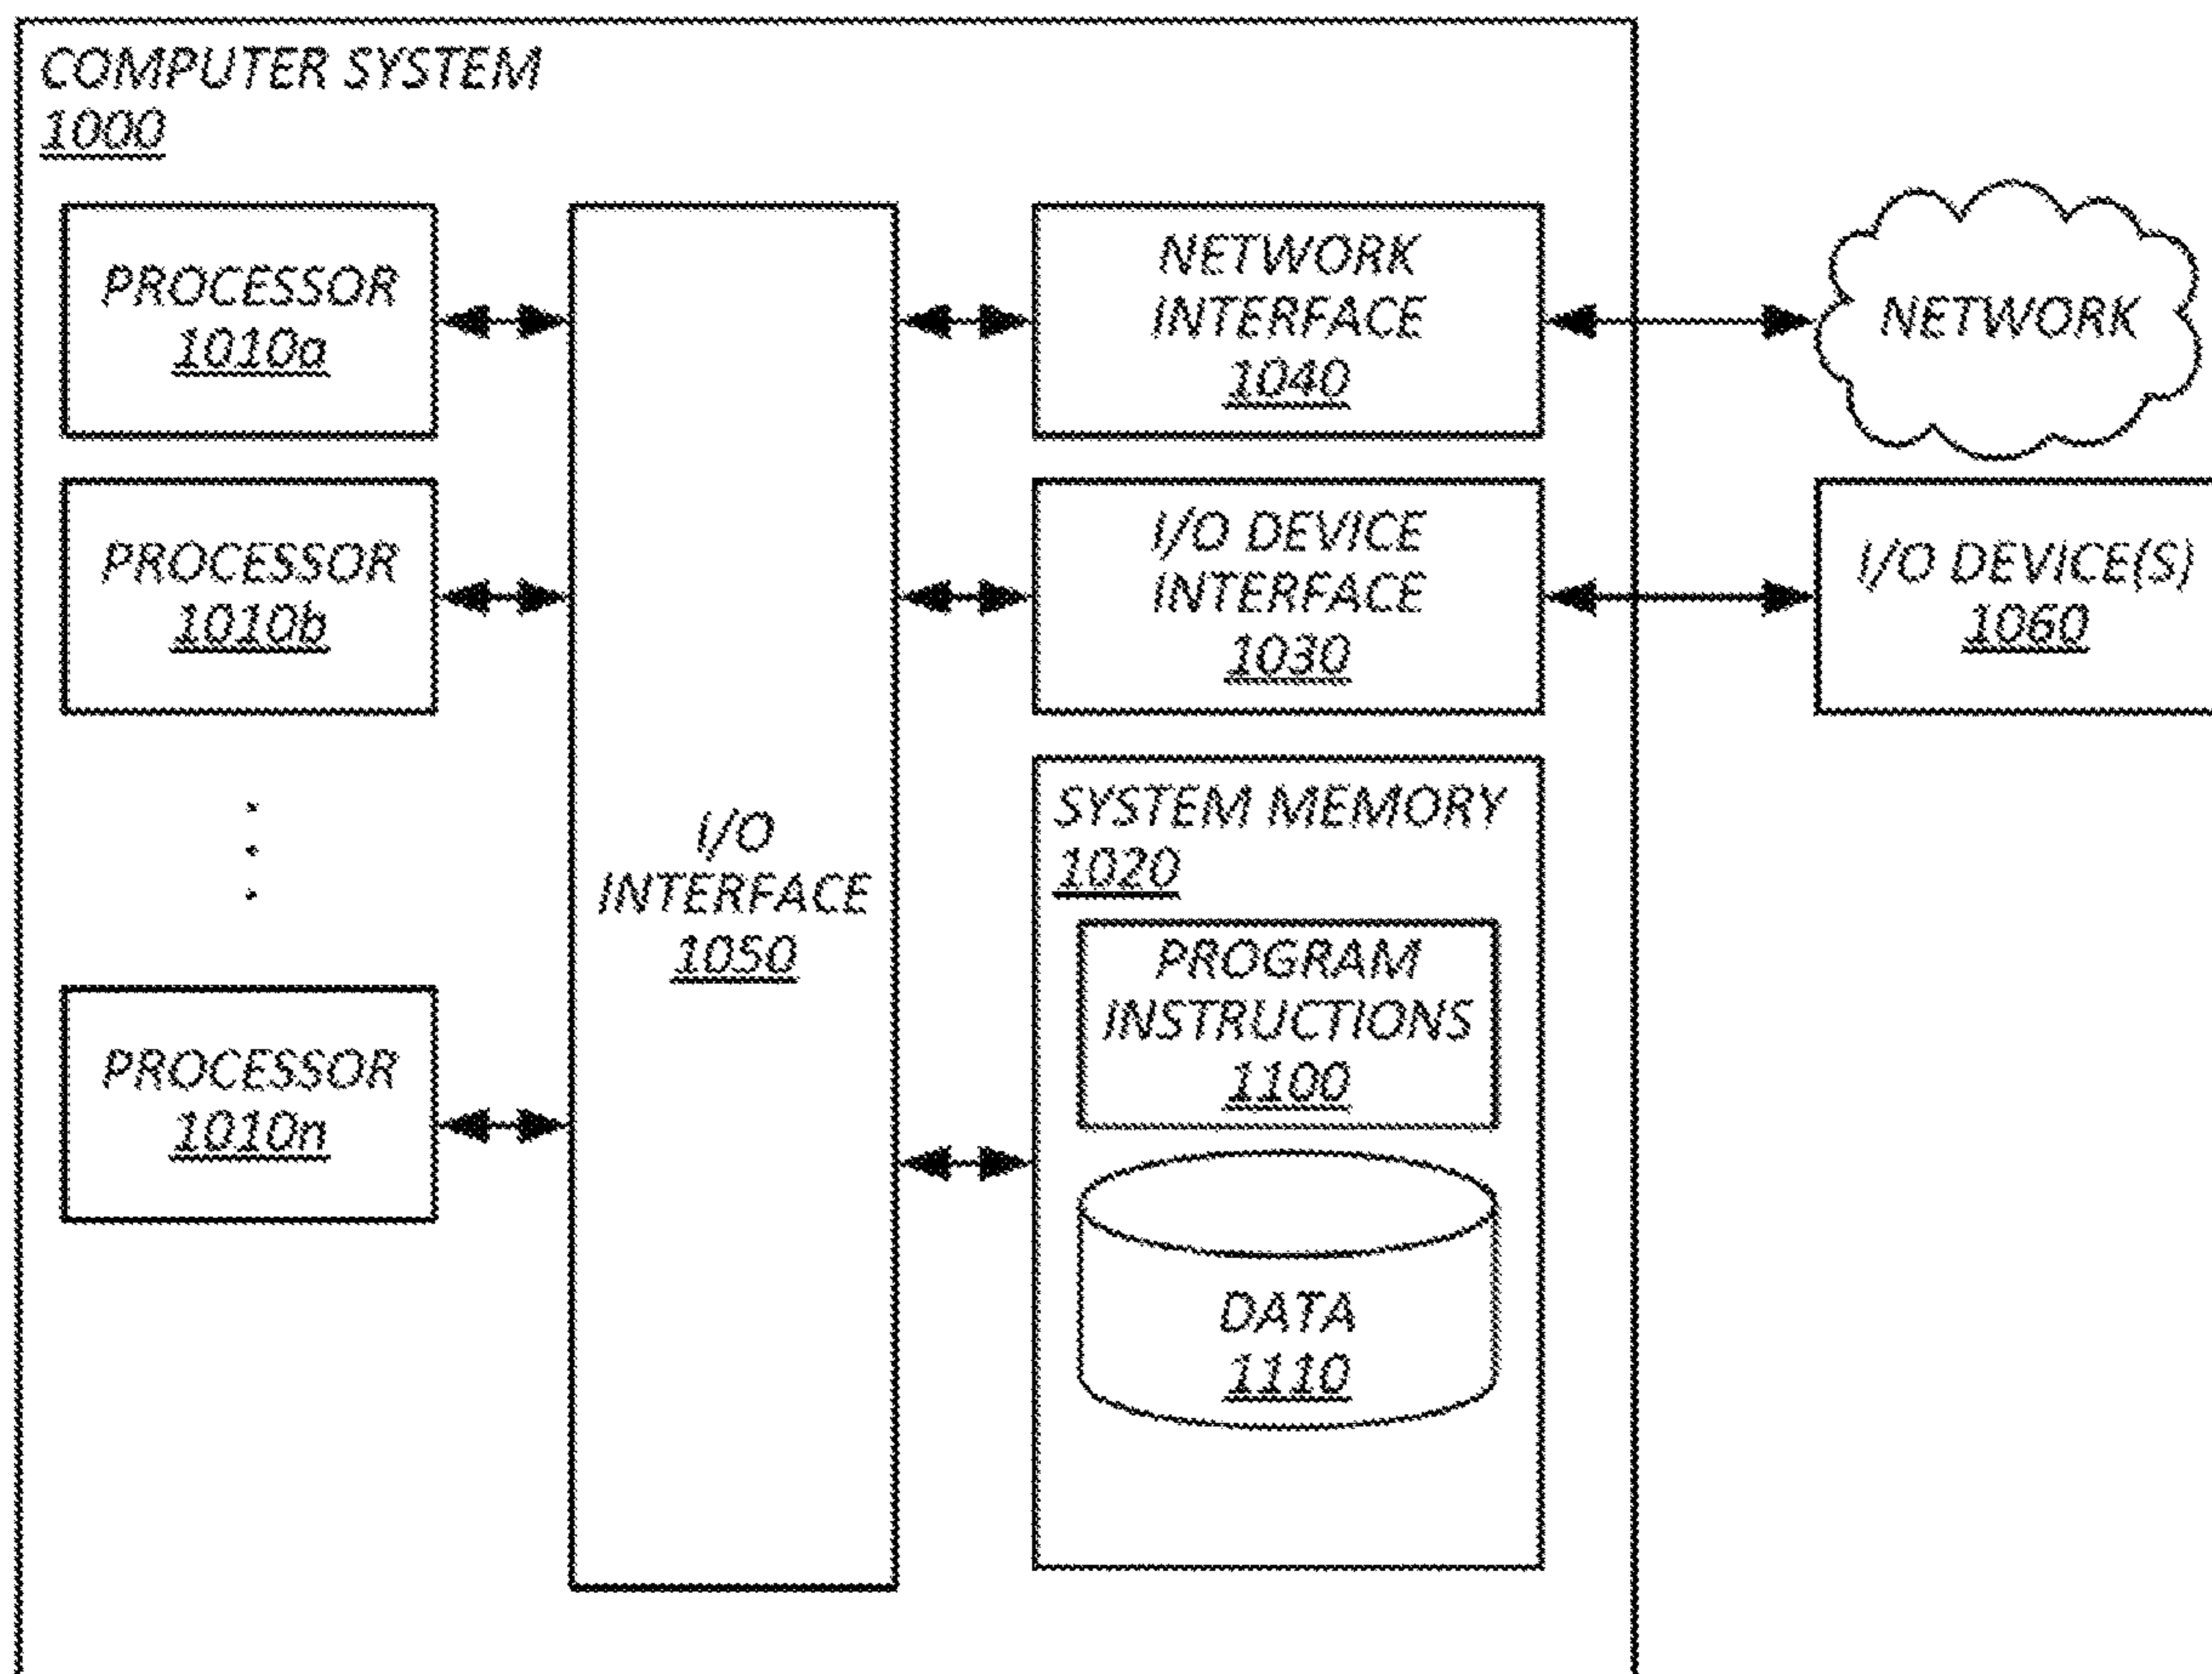 COMPUTER SYSTEM
1000
PROCESSOR
1010a
PROCESSOR
1010b
PROCESSOR
1010n
I/O
INTERFACE
1050
NETWORK
INTERFACE
1040
I/O DEVICE
INTERFACE
1030
SYSTEM MEMORY
1020
PROGRAM
INSTRUCTIONS
1100
DATA
1110
NETWORK
I/O DEVICE(S)
1060